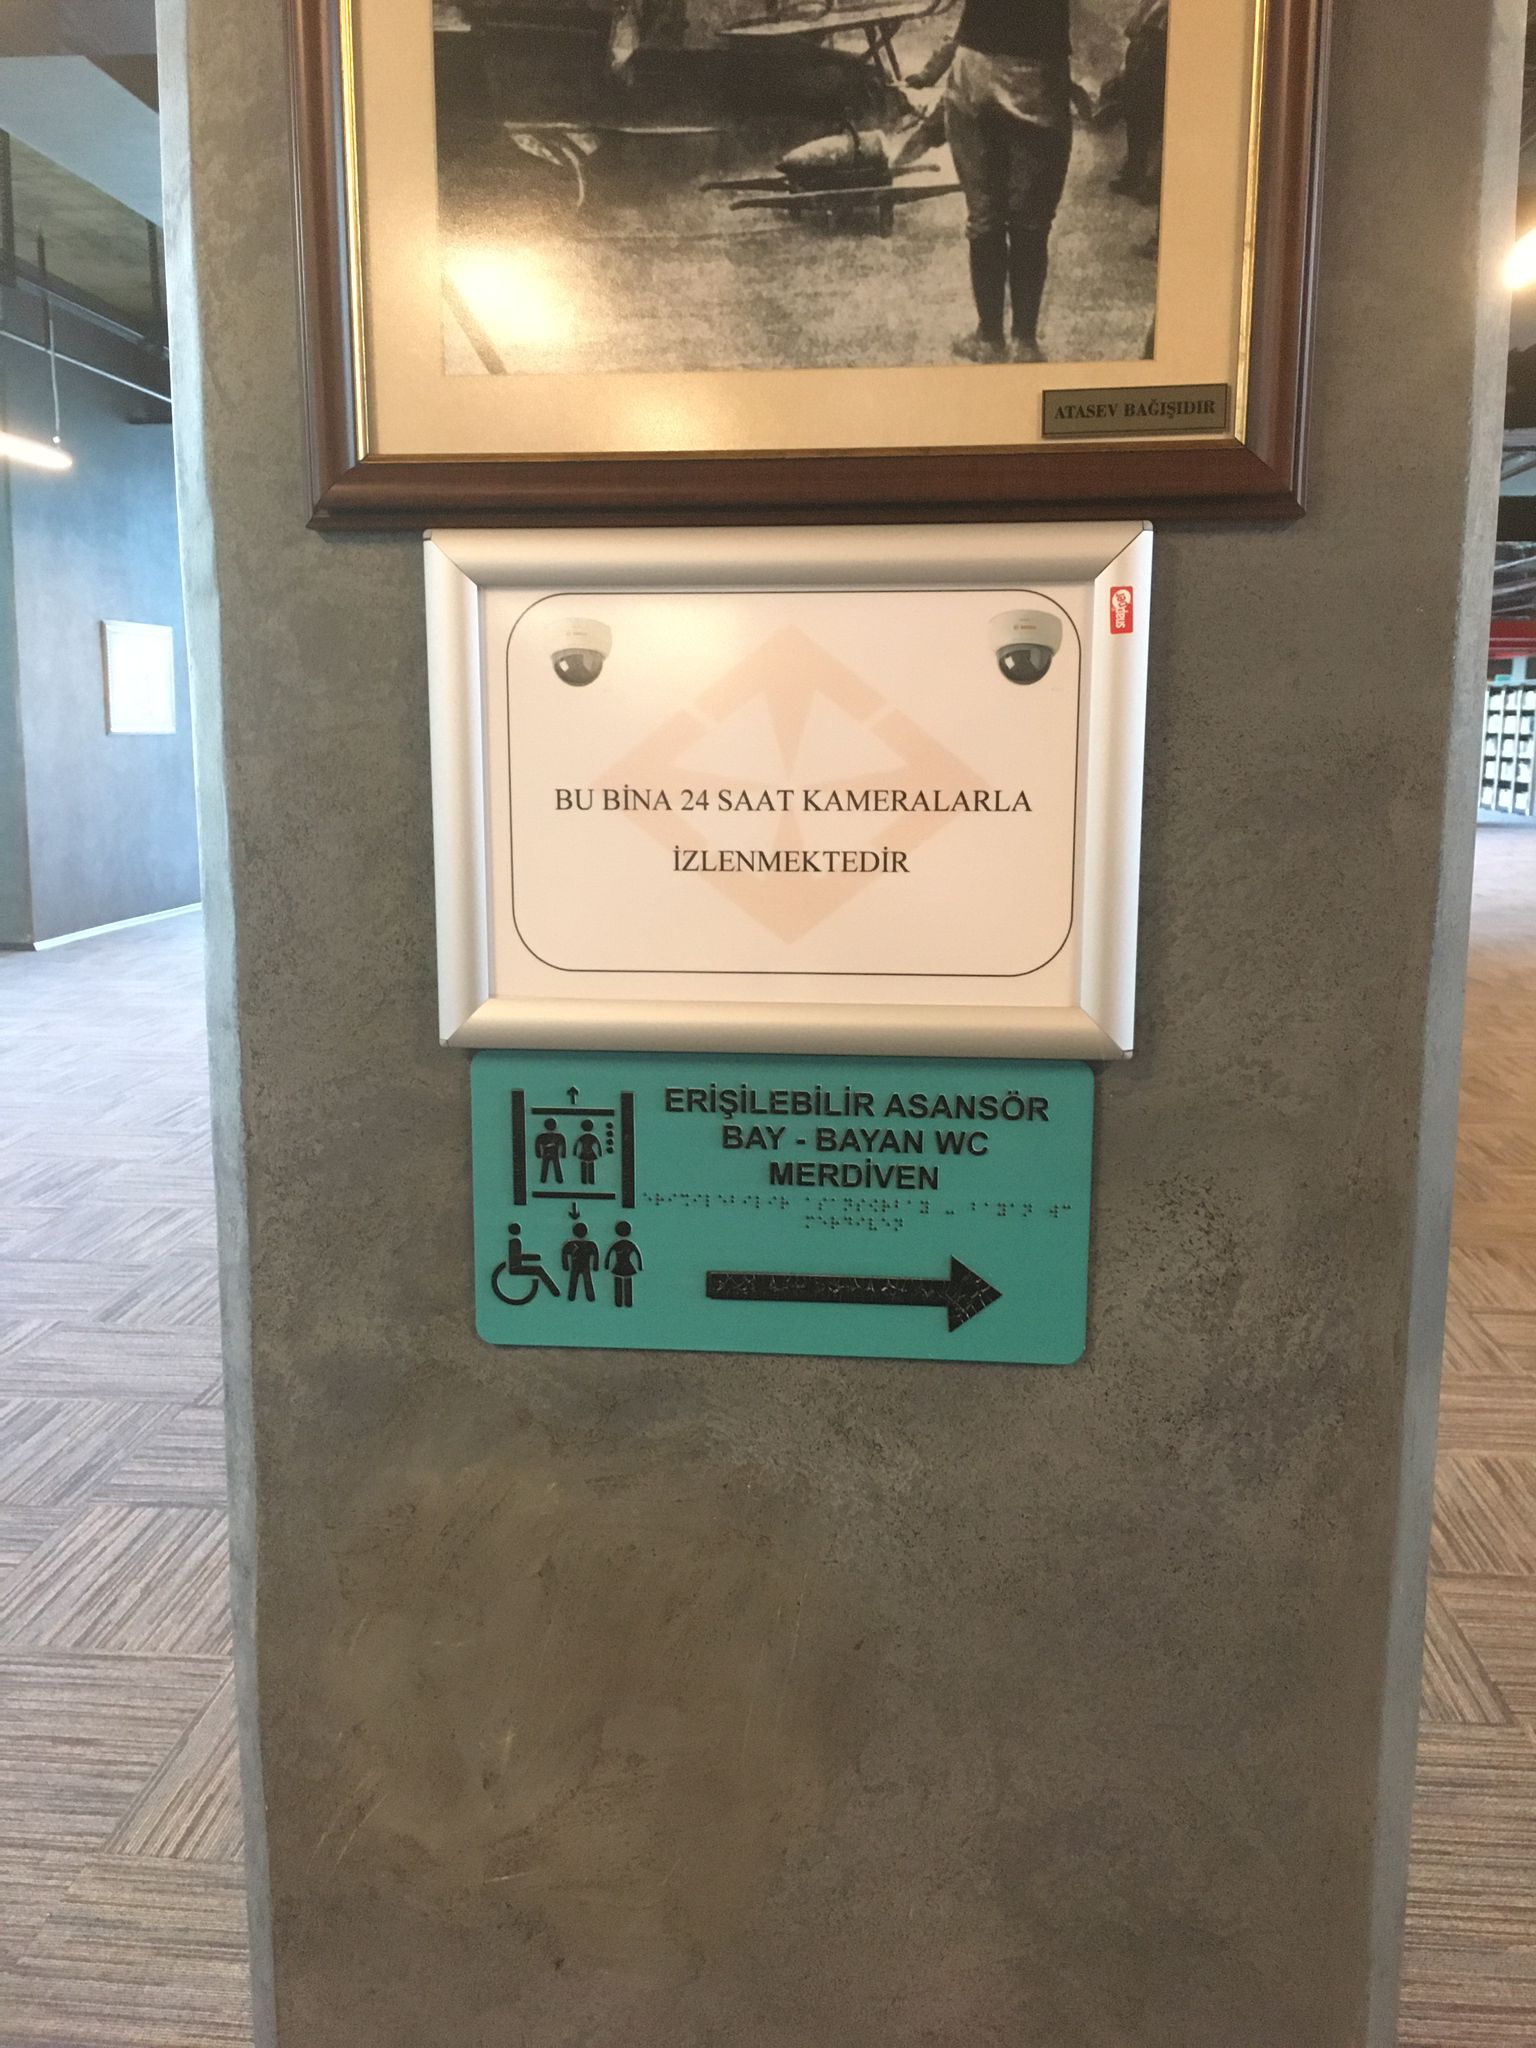 ATASEV BAĞIŞIDIR
snapgel
BU BİNA 24 SAAT KAMERALARLA
İZLENMEKTEDİR
ERİŞİLEBİLİR ASANSÖR
BAY - BAYAN WC
MERDİVEN